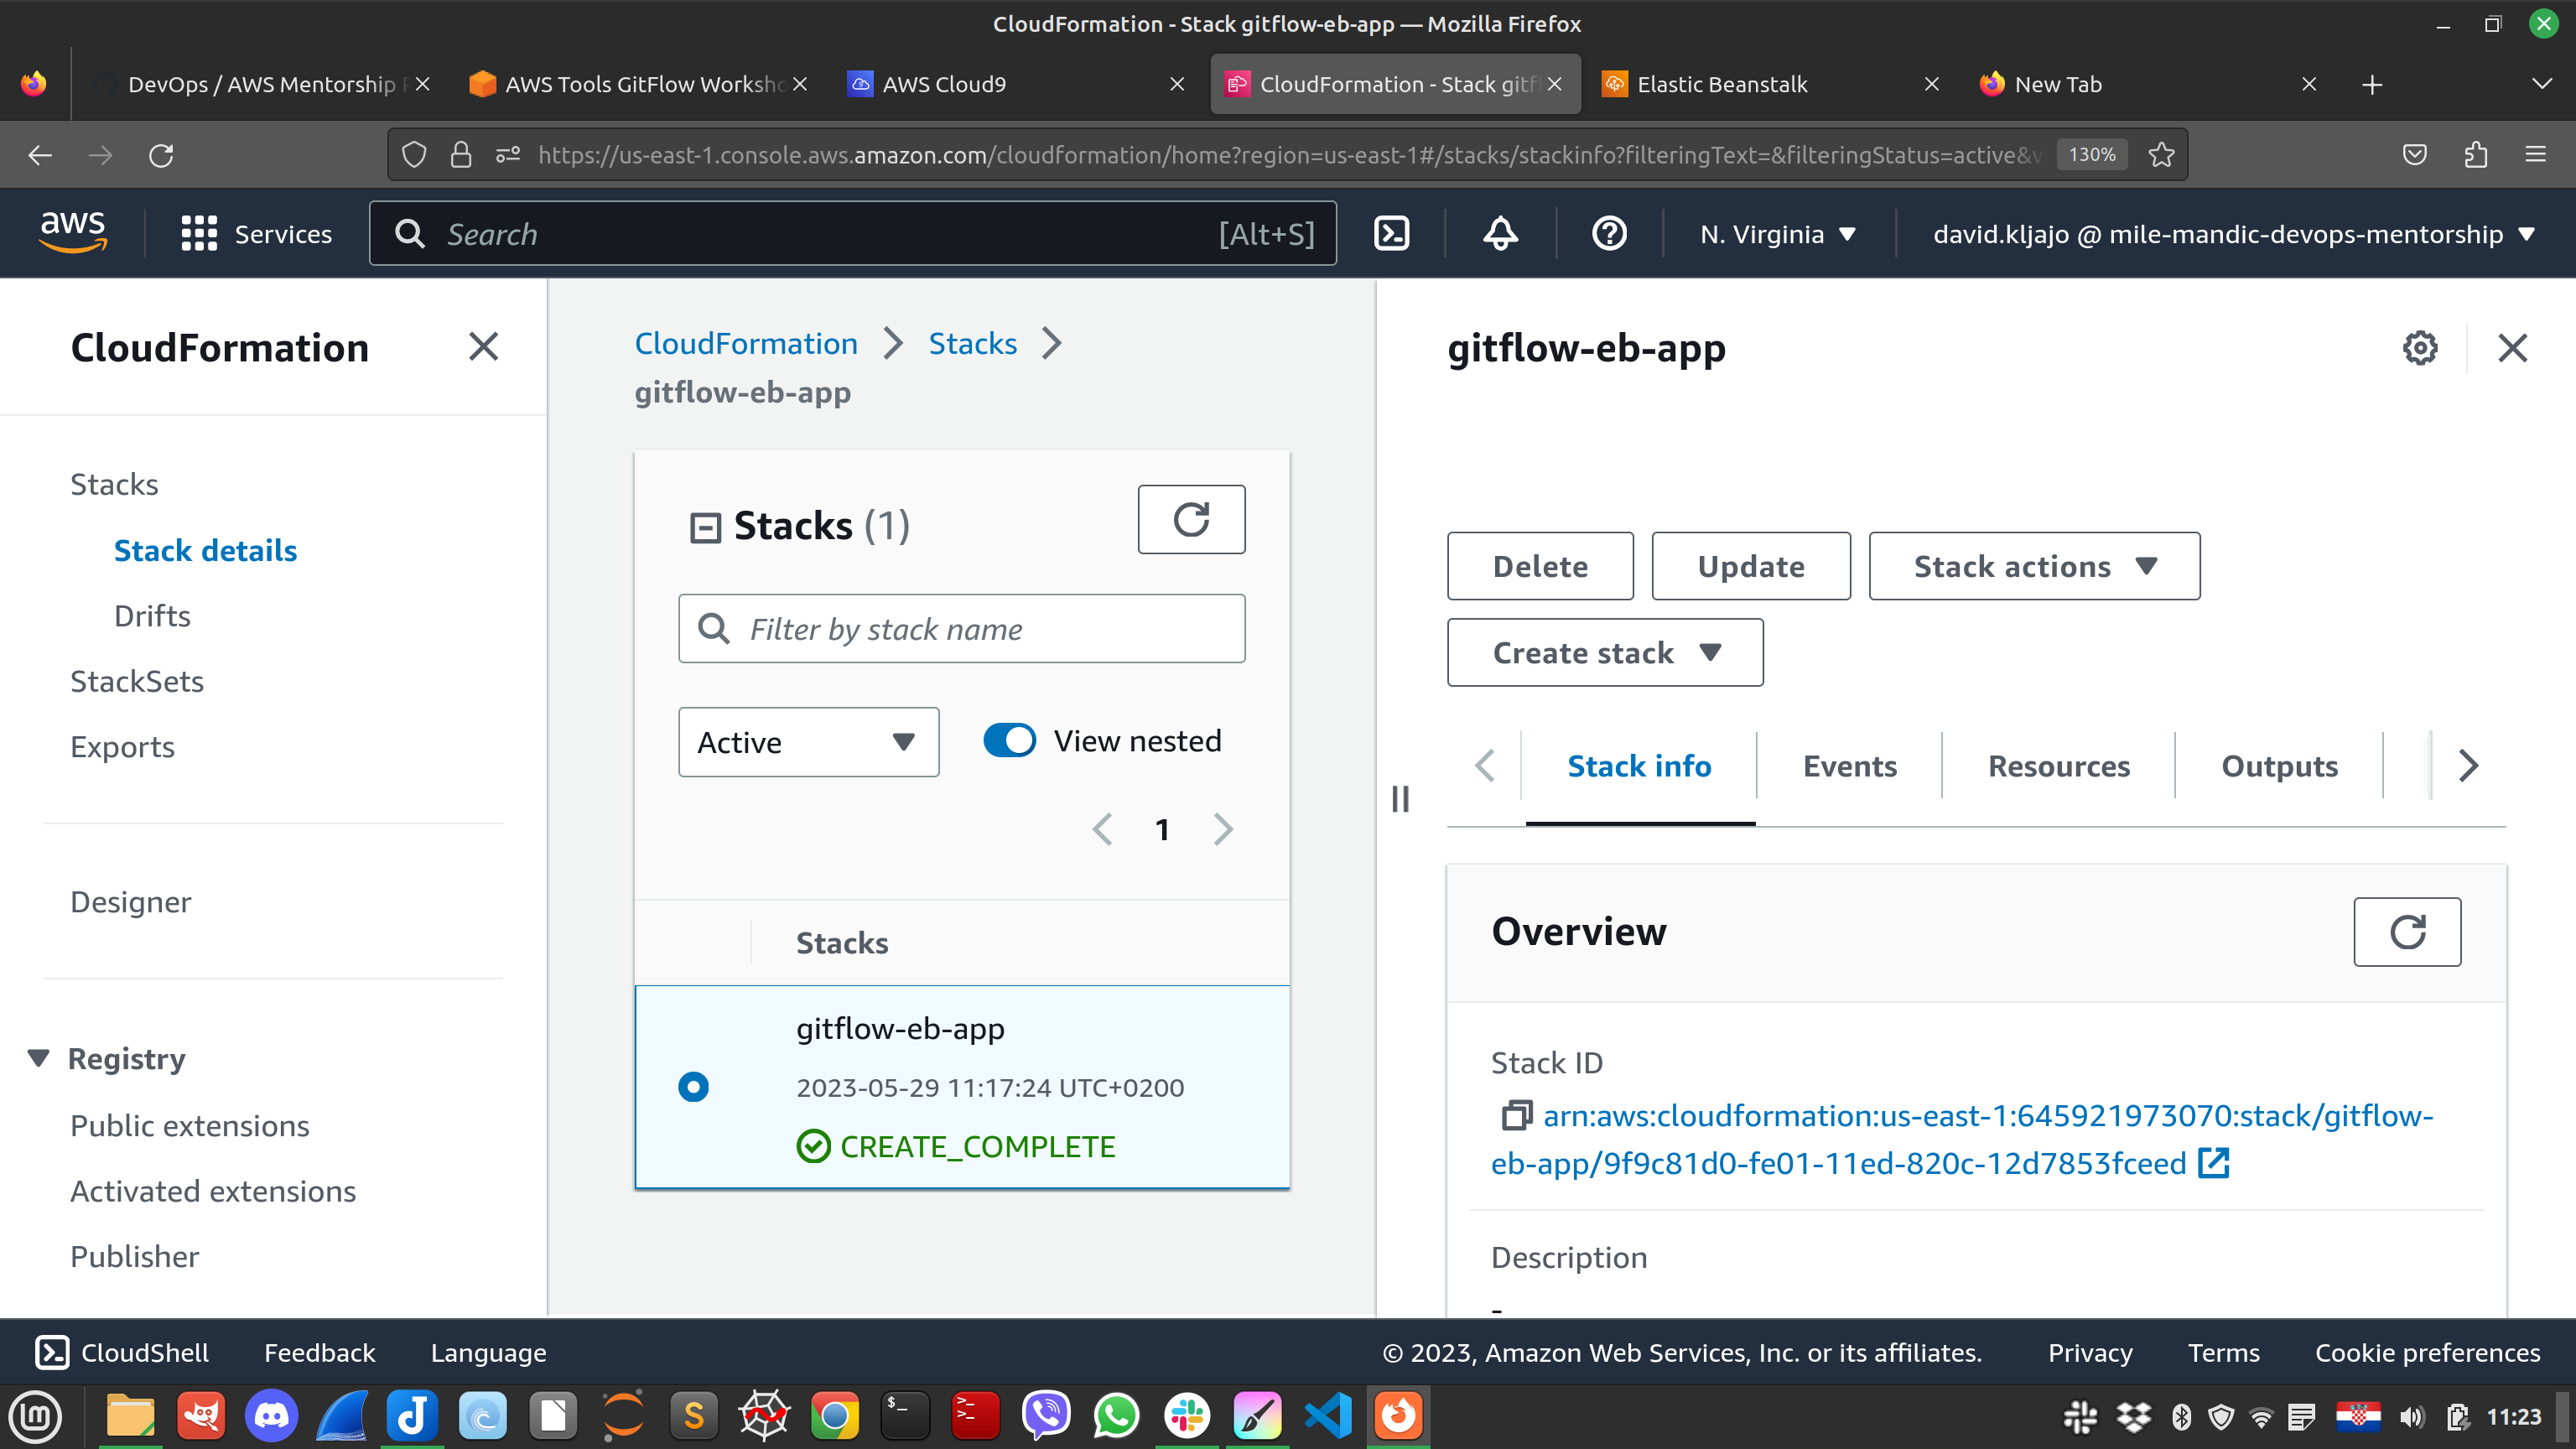 CloudFormation - Stack gitflow-eb-app — Mozilla Firefox
DevOps / AWS Mentorship
AWS Tools GitFlow Worksho
AWS Cloud9
CloudFormation - Stack gitfl
Elastic Beanstalk
New Tab
https://us-east-1.console.aws.amazon.com/cloudformation/home?region=us-east-1#/stacks/stackinfo?filteringText=&filteringStatus=active&v
130%
aws
Services
Search
[Alt+S]
N. Virginia
david.kljajo @ mile-mandic-devops-mentorship
CloudFormation
Stacks
Stack details
Drifts
StackSets
Exports
Designer
Registry
Public extensions
Activated extensions
Publisher
CloudFormation
Stacks
gitflow-eb-app
Stacks (1)
Filter by stack name
Active
View nested
1
Stacks
gitflow-eb-app
2023-05-29 11:17:24 UTC+0200
CREATE_COMPLETE
gitflow-eb-app
Delete
Update
Stack actions
Create stack
Stack info
Events
Resources
Outputs
Overview
Stack ID
arn:aws:cloudformation:us-east-1:645921973070:stack/gitflow-
eb-app/9f9c81d0-fe01-11ed-820c-12d7853fceed
Description
-
CloudShell
Feedback
Language
© 2023, Amazon Web Services, Inc. or its affiliates.
Privacy
Terms
Cookie preferences
11:23